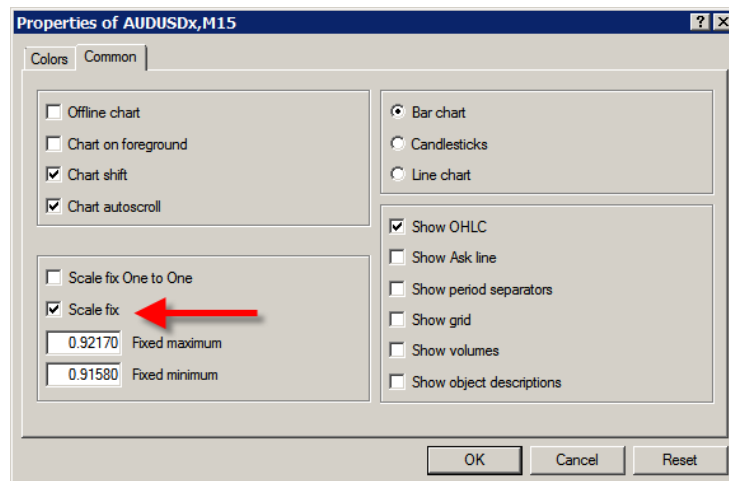 Properties of AUDUSDx,M15
Colors
Common
Offline chart
Chart on foreground
Chart shift
Chart autoscroll
Scale fix One to One
Scale fix
0.92170 Fixed maximum
0.91580 Fixed minimum
Bar chart
Candlesticks
Line chart
Show OHLC
Show Ask line
Show period separators
Show grid
Show volumes
Show object descriptions
OK
Cancel
Reset